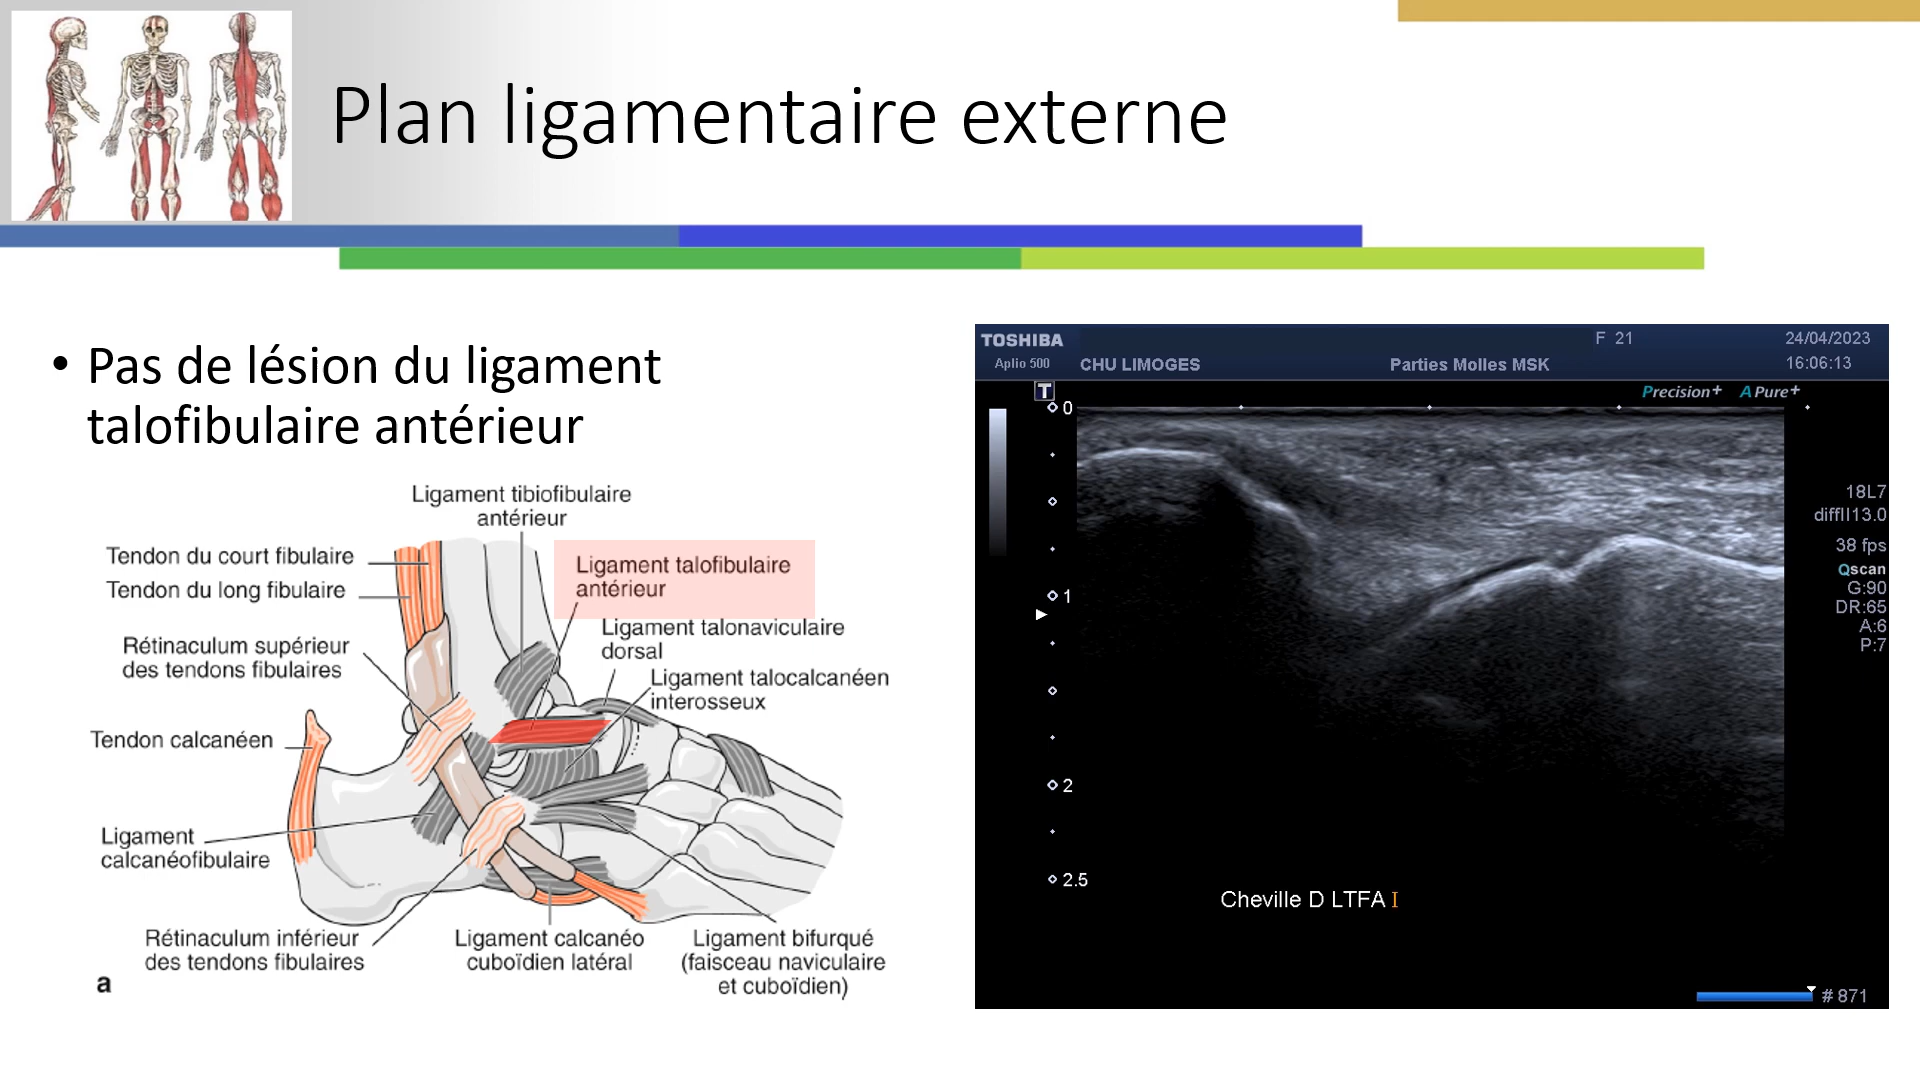 Plan ligamentaire externe
• Pas de lésion du ligament
talofibulaire antérieur
Ligament tibiofibulaire
antérieur
Tendon du court fibulaire
Tendon du long fibulaire
Ligament talofibulaire
antérieur
Rétinaculum supérieur
des tendons fibulaires
Ligament talonaviculaire
dorsal
Ligament talocalcanéen
interosseux
Tendon calcanéen
Ligament
calcanéofibulaire
Rétinaculum inférieur
des tendons fibulaires
Ligament calcanéo
cuboïdien latéral
Ligament bifurqué
(faisceau naviculaire
et cuboïdien)
a
TOSHIBA
Aplio 500
CHU LIMOGES
Parties Molles MSK
F 21
24/04/2023
16:06:13
Precision+ APure+
T
0
1
2
2.5
18L7
diffII13.0
38 fps
Qscan
G:90
DR:65
A:6
P:7
Cheville D LTFA
#871